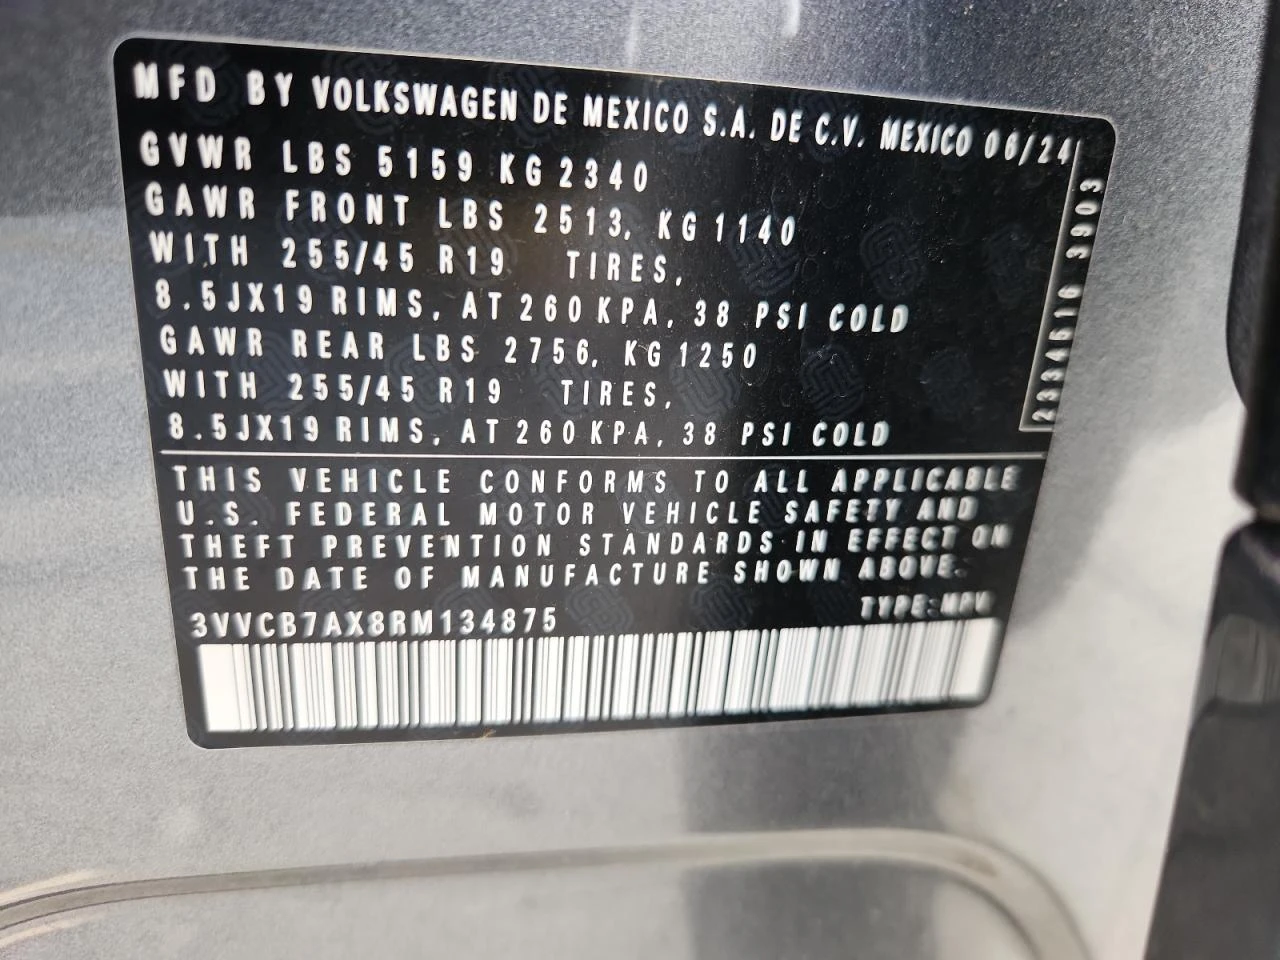 MFD BY VOLKSWAGEN DE MEXICO S.A. DE C.V. MEXICO 06/24
GVWR LBS 5159 KG 2340
GAWR FRONT LBS 2513, KG 1140
WITH 255/45 R19 TIRES,
8.5JX19 RIMS, AT 260 KPA, 38 PSI COLD
GAWR REAR LBS 2756, KG 1250
WITH 255/45 R19 TIRES,
8.5JX19 RIMS, AT 260 KPA, 38 PSI COLD
2334516 3903
THIS VEHICLE CONFORMS TO ALL APPLICABLE
U.S. FEDERAL MOTOR VEHICLE SAFETY AND
THEFT PREVENTION STANDARDS IN EFFECT ON
THE DATE OF MANUFACTURE SHOWN ABOVE.
TYPE:MPV
3VVCB7AX8RM134875